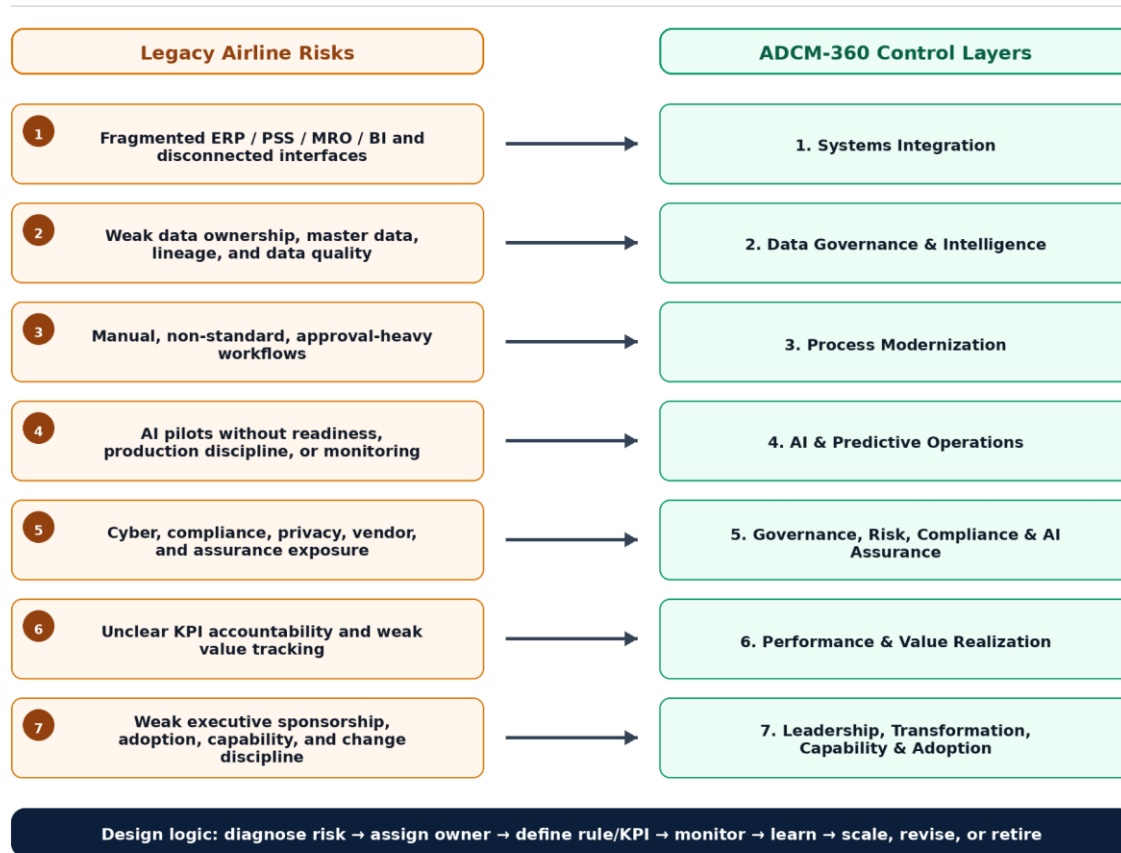 Legacy Airline Risks
ADCM-360 Control Layers
1
Fragmented ERP / PSS / MRO / BI and
disconnected interfaces
1. Systems Integration
2
Weak data ownership, master data,
lineage, and data quality
2. Data Governance & Intelligence
3
Manual, non-standard, approval-heavy
workflows
3. Process Modernization
4
AI pilots without readiness,
production discipline, or monitoring
4. AI & Predictive Operations
5
Cyber, compliance, privacy, vendor,
and assurance exposure
5. Governance, Risk, Compliance & AI
Assurance
6
Unclear KPI accountability and weak
value tracking
6. Performance & Value Realization
7
Weak executive sponsorship,
adoption, capability, and change
discipline
7. Leadership, Transformation,
Capability & Adoption
Design logic: diagnose risk → assign owner → define rule/KPI → monitor → learn → scale, revise, or retire